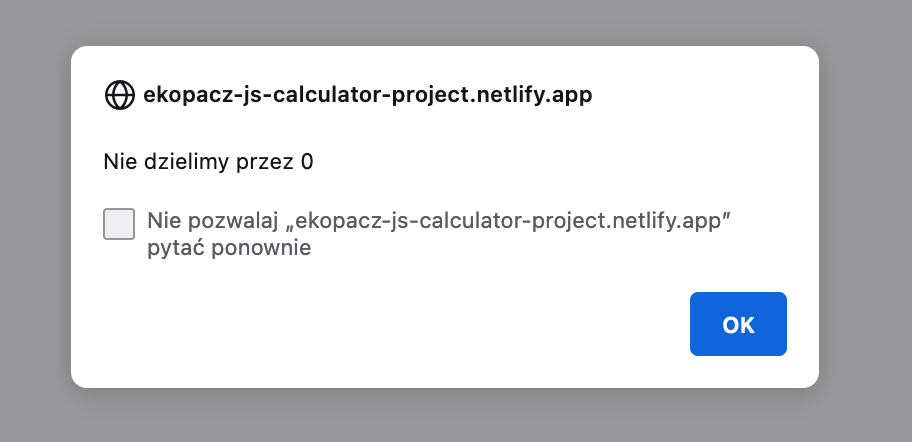 ekopacz-js-calculator-project.netlify.app
Nie dzielimy przez 0
Nie pozwalaj „ekopacz-js-calculator-project.netlify.app”
pytać ponownie
OK